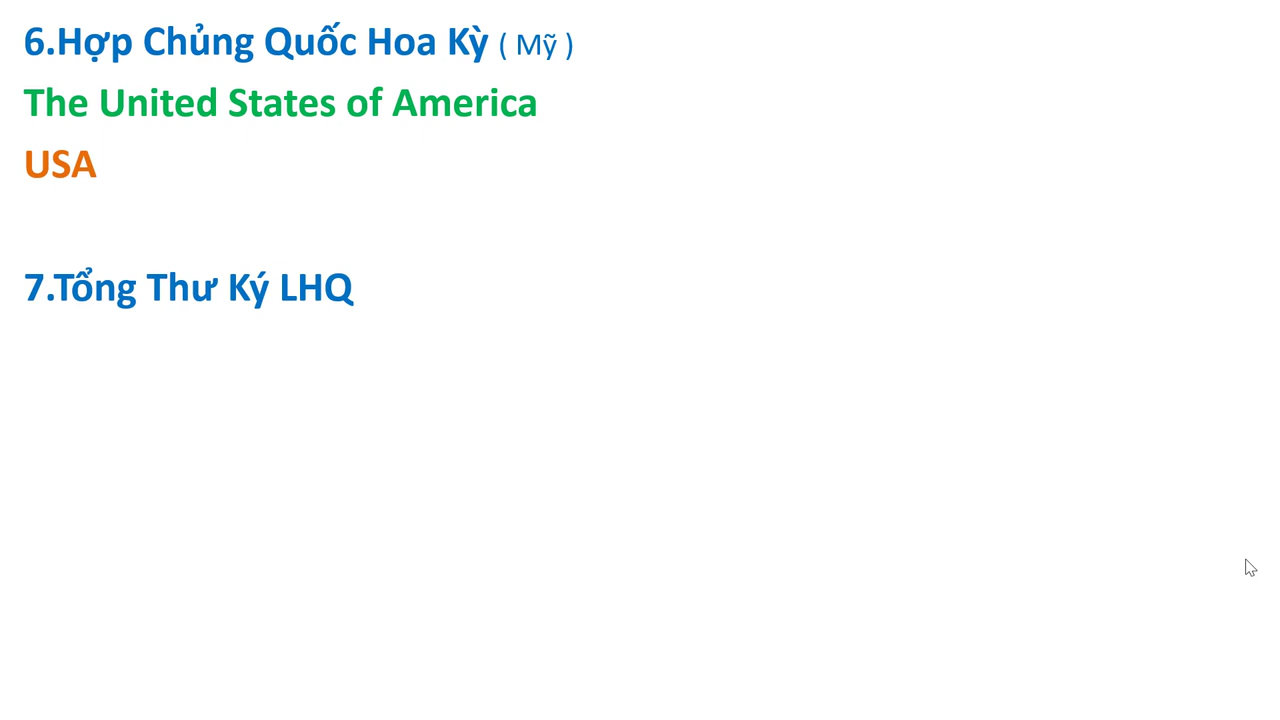 6.Hợp Chủng Quốc Hoa Kỳ ( Mỹ )
The United States of America
USA
7.Tổng Thư Ký LHQ